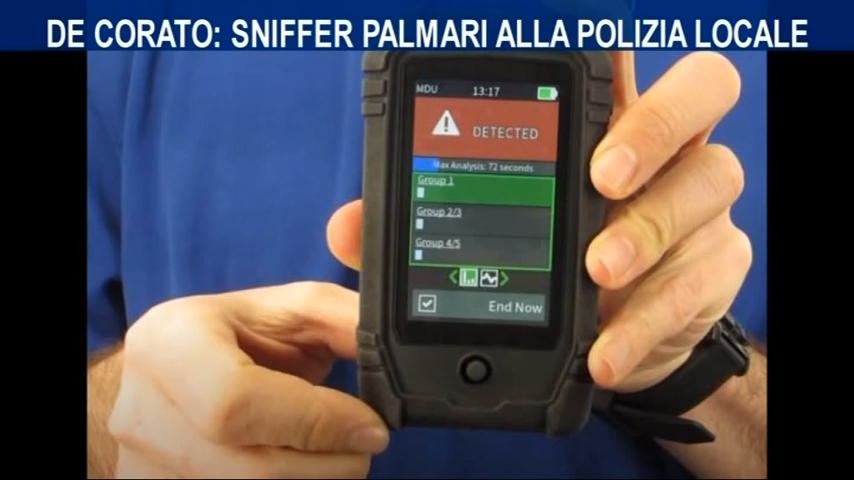 DE CORATO: SNIFFER PALMARI ALLA POLIZIA LOCALE
MDU 13:17
DETECTED
Max Analysis: 72 seconds
Group 1
Group 2/3
Group 4/5
End Now